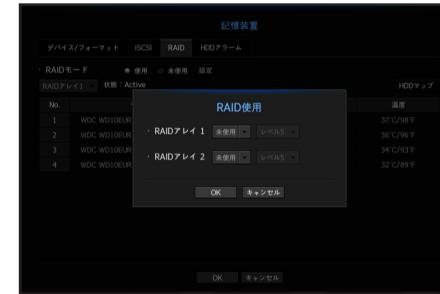 記憶装置
デバイス/フォーマット iSCSI RAID HDDアラーム
・RAIDモード 使用 未使用 設定
RAIDアレイ1 状態 : Active HDDマップ
No. 温度
1 WDC WD10EUR 37°C/98°F
2 WDC WD10EUR 36°C/96°F
3 WDC WD10EUR 34°C/93°F
4 WDC WD10EUR 32°C/89°F
RAID使用
・RAIDアレイ 1 未使用 レベル5
・RAIDアレイ 2 未使用 レベル5
OK キャンセル
OK キャンセル